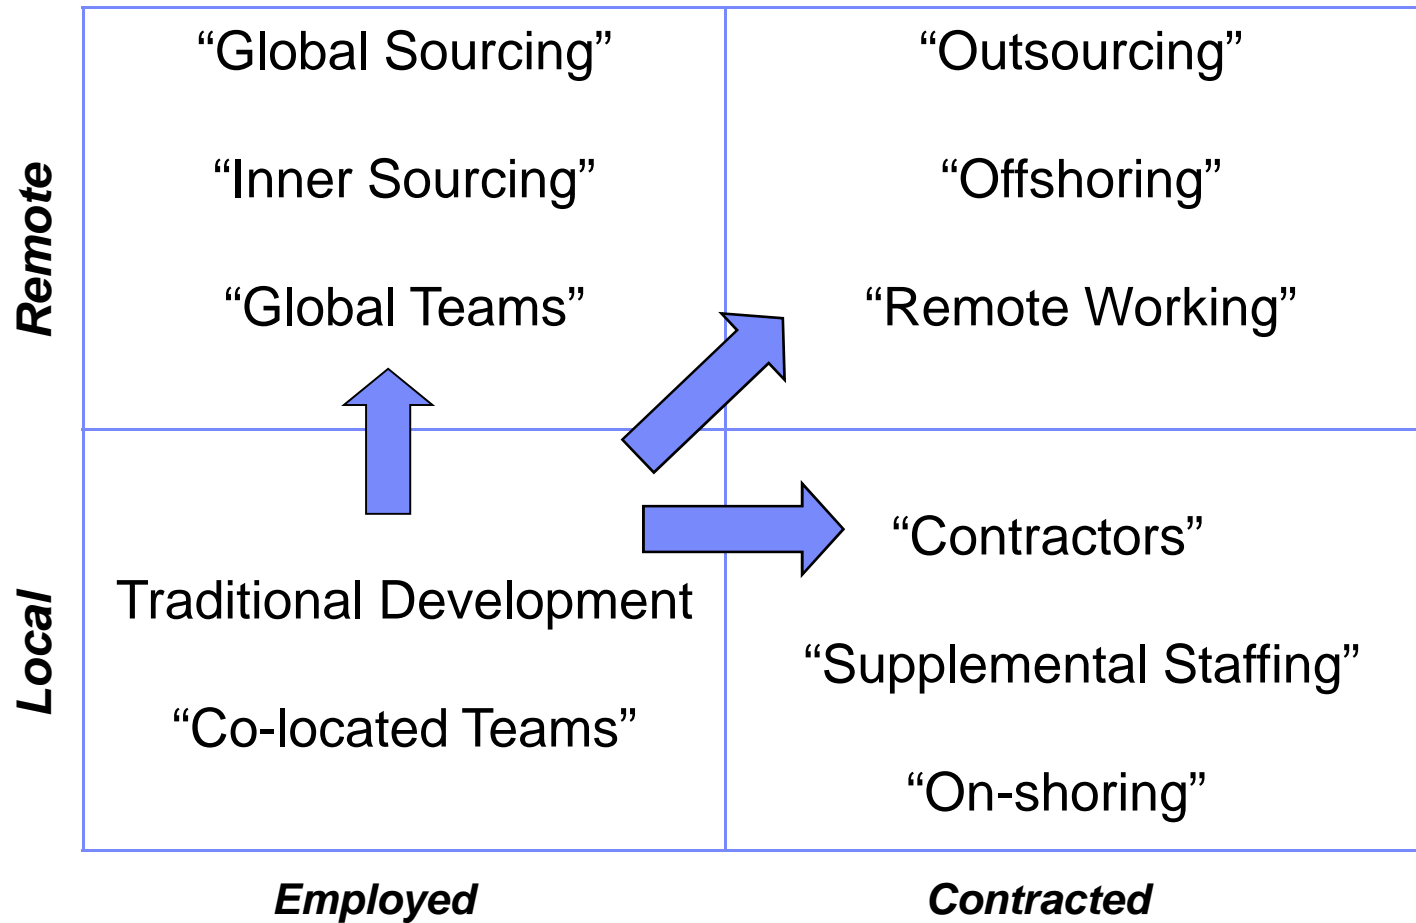 “Global Sourcing”
“Outsourcing”
“Inner Sourcing”
“Offshoring”
“Global Teams”
“Remote Working”
Remote
“Contractors”
Traditional Development
“Supplemental Staffing”
“Co-located Teams”
“On-shoring”
Local
Employed
Contracted